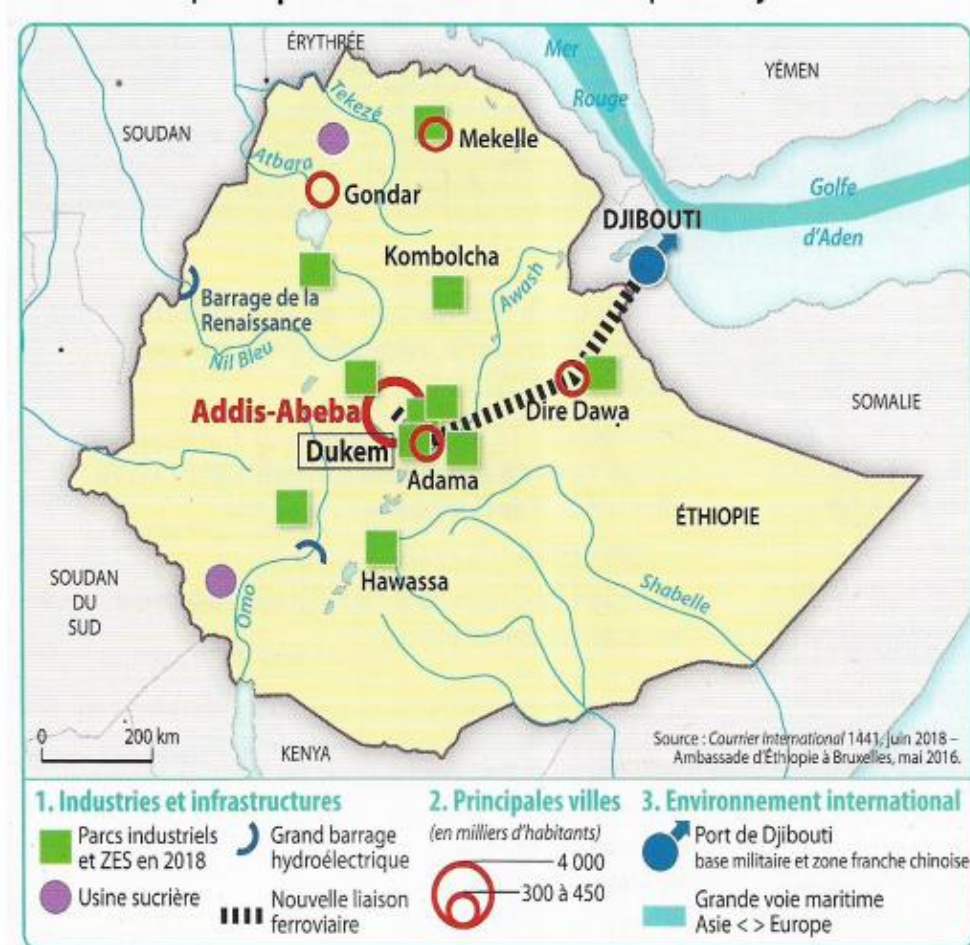 ÉRYTHRÉE
Mer
Rouge
YÉMEN
SOUDAN
Tekezé
Mekelle
Atbara
Gondar
Golfe
d'Aden
DJIBOUTI
Kombolcha
Awash
Barrage de la
Renaissance
Nil Bleu
Addis-Abeba
Dire Dawa
SOMALIE
Dukem
Adama
ÉTHIOPIE
Hawassa
SOUDAN
DU
SUD
Omo
Shabelle
0 200 km
KENYA
Source : Courrier International 1441, juin 2018 –
Ambassade d'Éthiopie à Bruxelles, mai 2016.
1. Industries et infrastructures
Parcs industriels
et ZES en 2018
Usine sucrière
Grand barrage
hydroélectrique
Nouvelle liaison
ferroviaire
2. Principales villes
(en milliers d'habitants)
4 000
300 à 450
3. Environnement international
Port de Djibouti
base militaire et zone franche chinoise
Grande voie maritime
Asie < > Europe